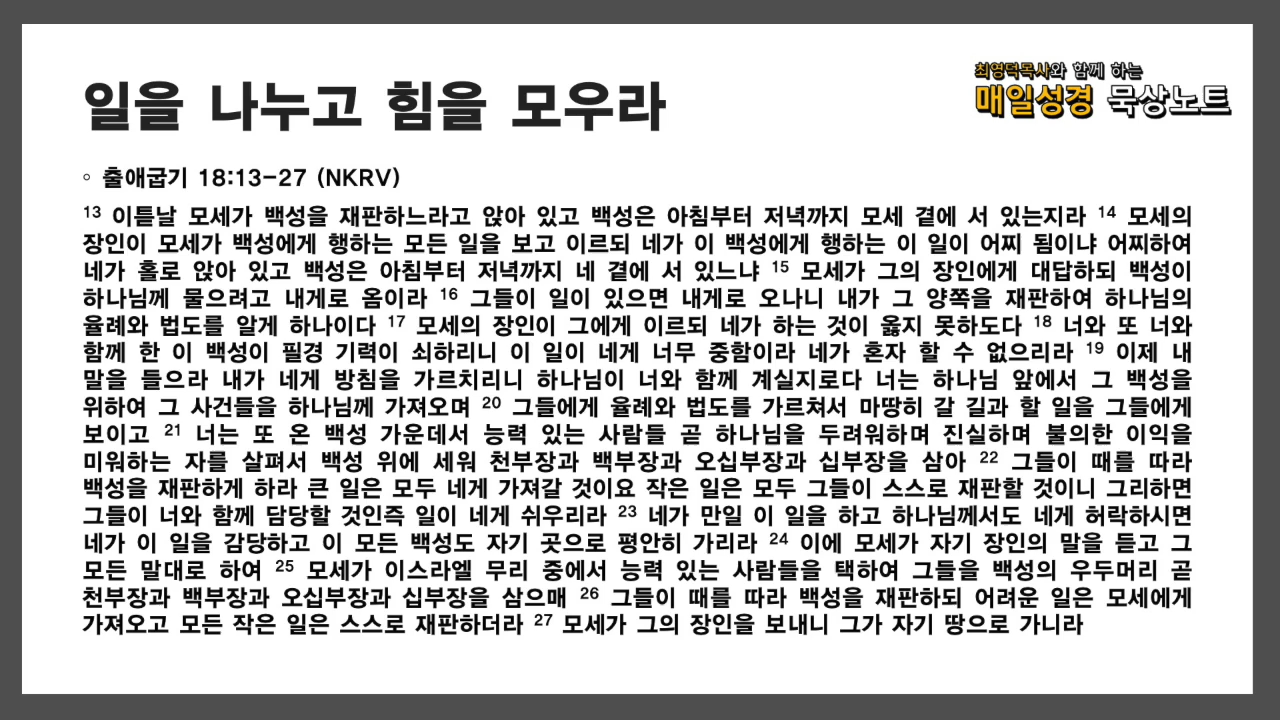 일을 나누고 힘을 모우라
최영덕목사와 함께 하는
매일성경 묵상노트
◦ 출애굽기 18:13-27 (NKRV)
13 이튿날 모세가 백성을 재판하느라고 앉아 있고 백성은 아침부터 저녁까지 모세 곁에 서 있는지라 14 모세의
장인이 모세가 백성에게 행하는 모든 일을 보고 이르되 네가 이 백성에게 행하는 이 일이 어찌 됨이냐 어찌하여
네가 홀로 앉아 있고 백성은 아침부터 저녁까지 네 곁에 서 있느냐 15 모세가 그의 장인에게 대답하되 백성이
하나님께 물으려고 내게로 옴이라 16 그들이 일이 있으면 내게로 오나니 내가 그 양쪽을 재판하여 하나님의
율례와 법도를 알게 하나이다 17 모세의 장인이 그에게 이르되 네가 하는 것이 옳지 못하도다 18 너와 또 너와
함께 한 이 백성이 필경 기력이 쇠하리니 이 일이 네게 너무 중함이라 네가 혼자 할 수 없으리라 19 이제 내
말을 들으라 내가 네게 방침을 가르치리니 하나님이 너와 함께 계실지로다 너는 하나님 앞에서 그 백성을
위하여 그 사건들을 하나님께 가져오며 20 그들에게 율례와 법도를 가르쳐서 마땅히 갈 길과 할 일을 그들에게
보이고 21 너는 또 온 백성 가운데서 능력 있는 사람들 곧 하나님을 두려워하며 진실하며 불의한 이익을
미워하는 자를 살펴서 백성 위에 세워 천부장과 백부장과 오십부장과 십부장을 삼아 22 그들이 때를 따라
백성을 재판하게 하라 큰 일은 모두 네게 가져갈 것이요 작은 일은 모두 그들이 스스로 재판할 것이니 그리하면
그들이 너와 함께 담당할 것인즉 일이 네게 쉬우리라 23 네가 만일 이 일을 하고 하나님께서도 네게 허락하시면
네가 이 일을 감당하고 이 모든 백성도 자기 곳으로 평안히 가리라 24 이에 모세가 자기 장인의 말을 듣고 그
모든 말대로 하여 25 모세가 이스라엘 무리 중에서 능력 있는 사람들을 택하여 그들을 백성의 우두머리 곧
천부장과 백부장과 오십부장과 십부장을 삼으매 26 그들이 때를 따라 백성을 재판하되 어려운 일은 모세에게
가져오고 모든 작은 일은 스스로 재판하더라 27 모세가 그의 장인을 보내니 그가 자기 땅으로 가니라